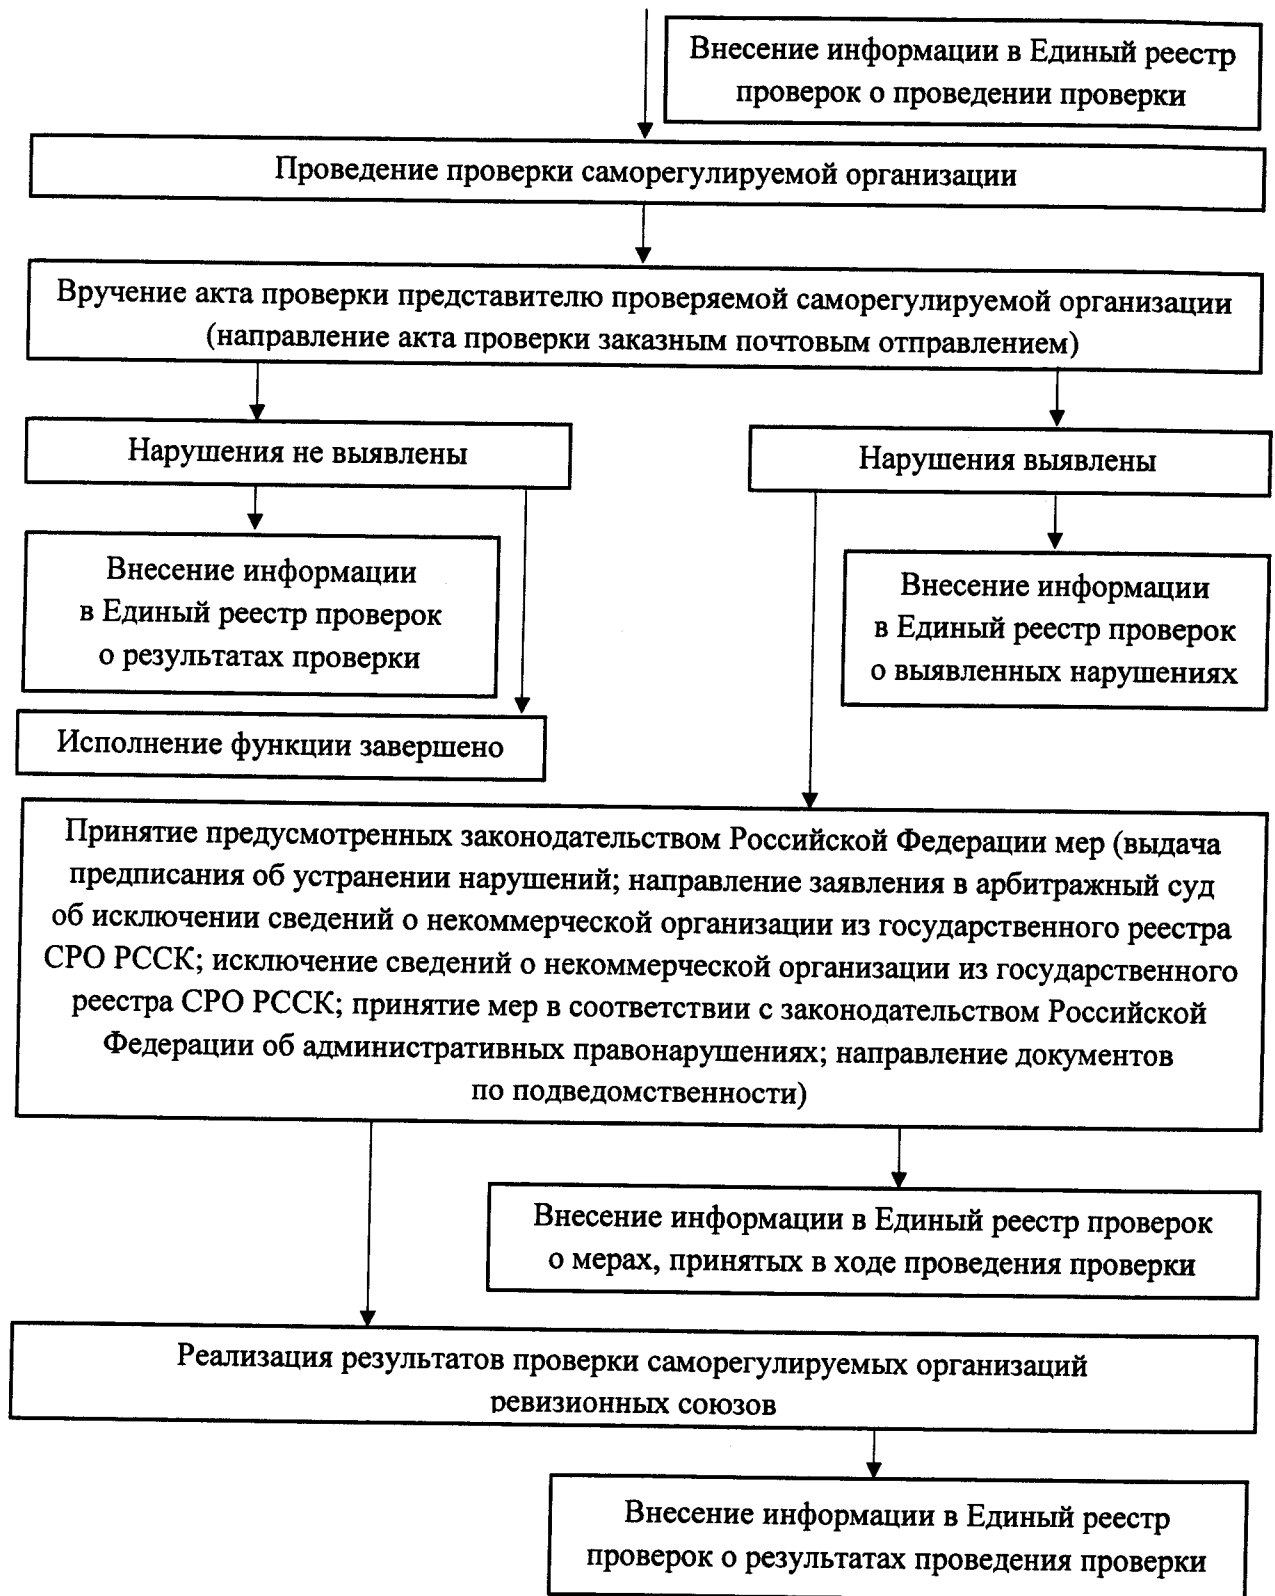 Внесение информации в Единый реестр
проверок о проведении проверки
Проведение проверки саморегулируемой организации
Вручение акта проверки представителю проверяемой саморегулируемой организации
(направление акта проверки заказным почтовым отправлением)
Нарушения не выявлены
Нарушения выявлены
Внесение информации
в Единый реестр проверок
о результатах проверки
Внесение информации
в Единый реестр проверок
о выявленных нарушениях
Исполнение функции завершено
Принятие предусмотренных законодательством Российской Федерации мер (выдача
предписания об устранении нарушений; направление заявления в арбитражный суд
об исключении сведений о некоммерческой организации из государственного реестра
СРО РССК; исключение сведений о некоммерческой организации из государственного
реестра СРО РССК; принятие мер в соответствии с законодательством Российской
Федерации об административных правонарушениях; направление документов
по подведомственности)
Внесение информации в Единый реестр проверок
о мерах, принятых в ходе проведения проверки
Реализация результатов проверки саморегулируемых организаций
ревизионных союзов
Внесение информации в Единый реестр
проверок о результатах проведения проверки